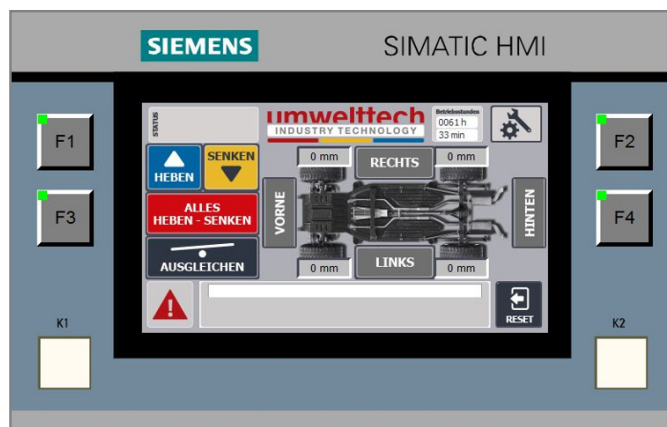 SIEMENS
SIMATIC HMI
F1
F3
K1
F2
F4
K2
STATUS
umwelttech
INDUSTRY TECHNOLOGY
Betriebsstunden
0061 h
33 min
HEBEN
SENKEN
ALLES
HEBEN - SENKEN
AUSGLEICHEN
0 mm
RECHTS
0 mm
VORNE
HINTEN
0 mm
LINKS
0 mm
RESET